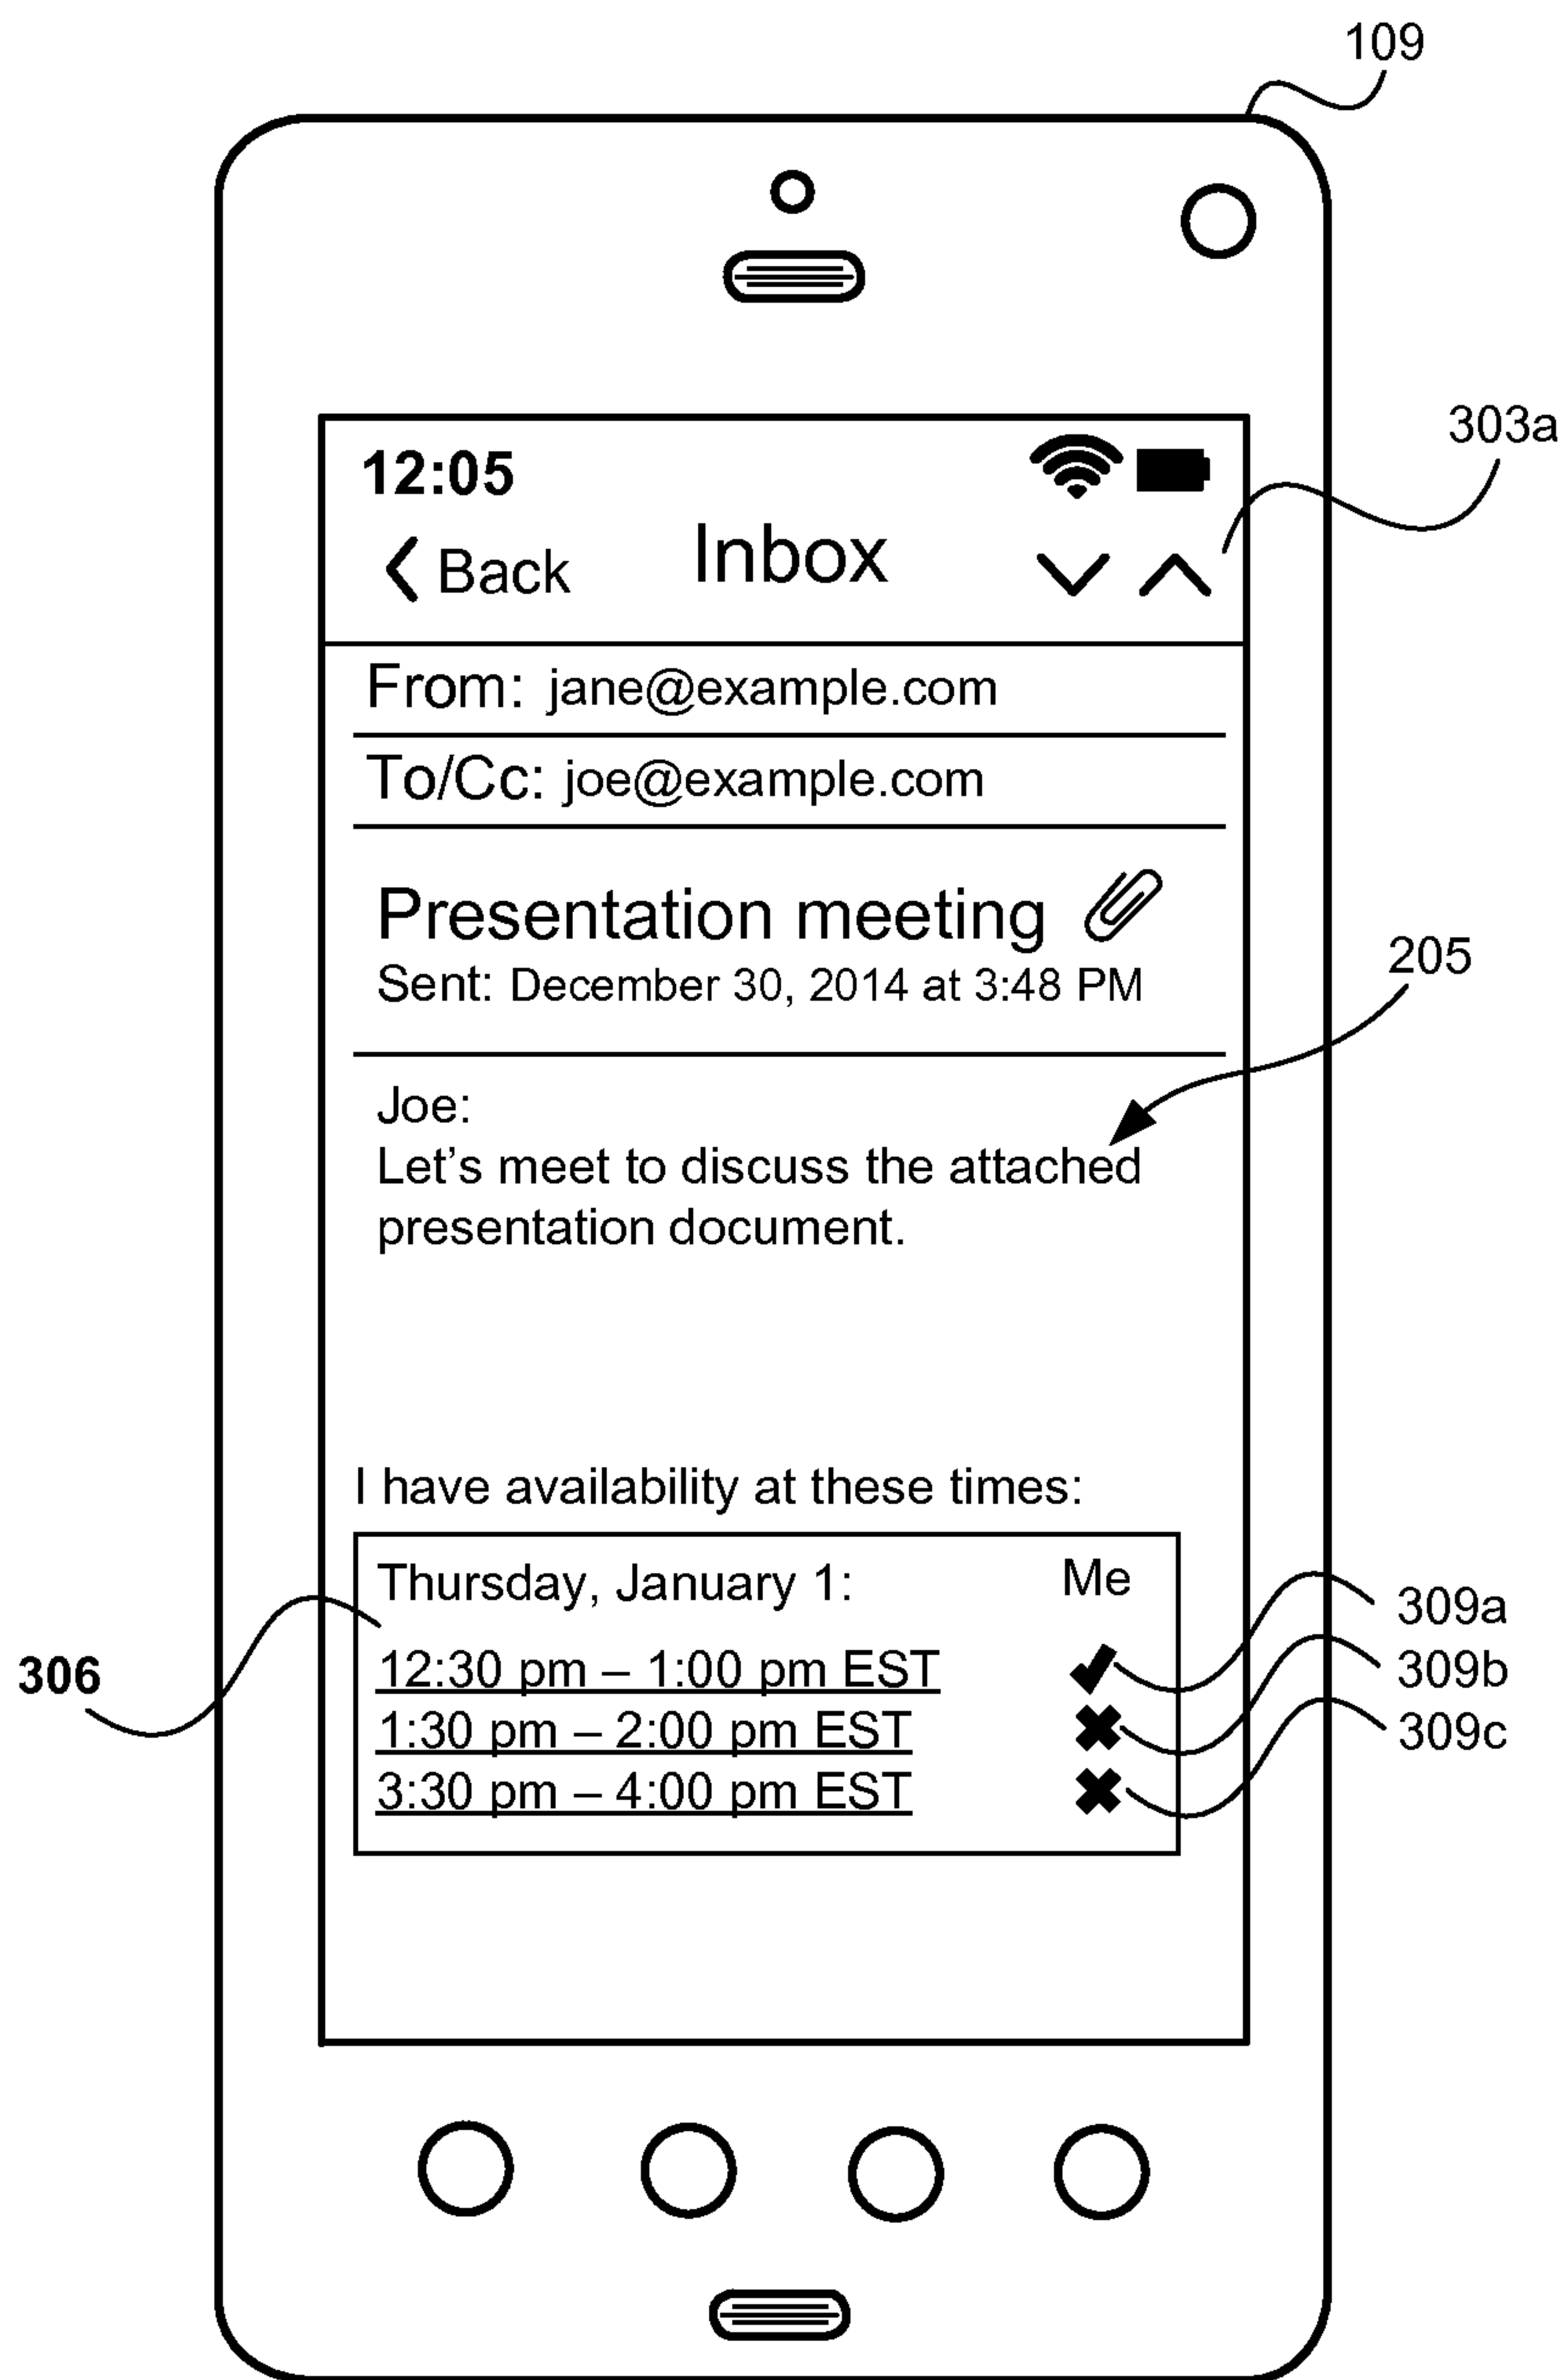 109
303a
12:05
Back Inbox
From: jane@example.com
To/Cc: joe@example.com
Presentation meeting
Sent: December 30, 2014 at 3:48 PM
205
Joe:
Let's meet to discuss the attached
presentation document.
I have availability at these times:
Thursday, January 1: Me
12:30 pm – 1:00 pm EST
1:30 pm – 2:00 pm EST
3:30 pm – 4:00 pm EST
306
309a
309b
309c